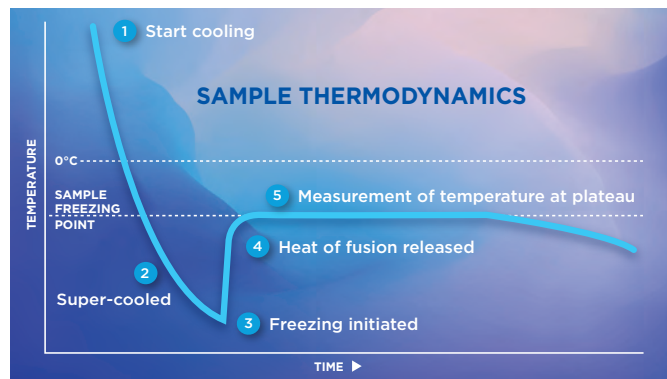 1 Start cooling
SAMPLE THERMODYNAMICS
TEMPERATURE
0°C
SAMPLE
FREEZING
POINT
5 Measurement of temperature at plateau
4 Heat of fusion released
2
Super-cooled
3 Freezing initiated
TIME ▶